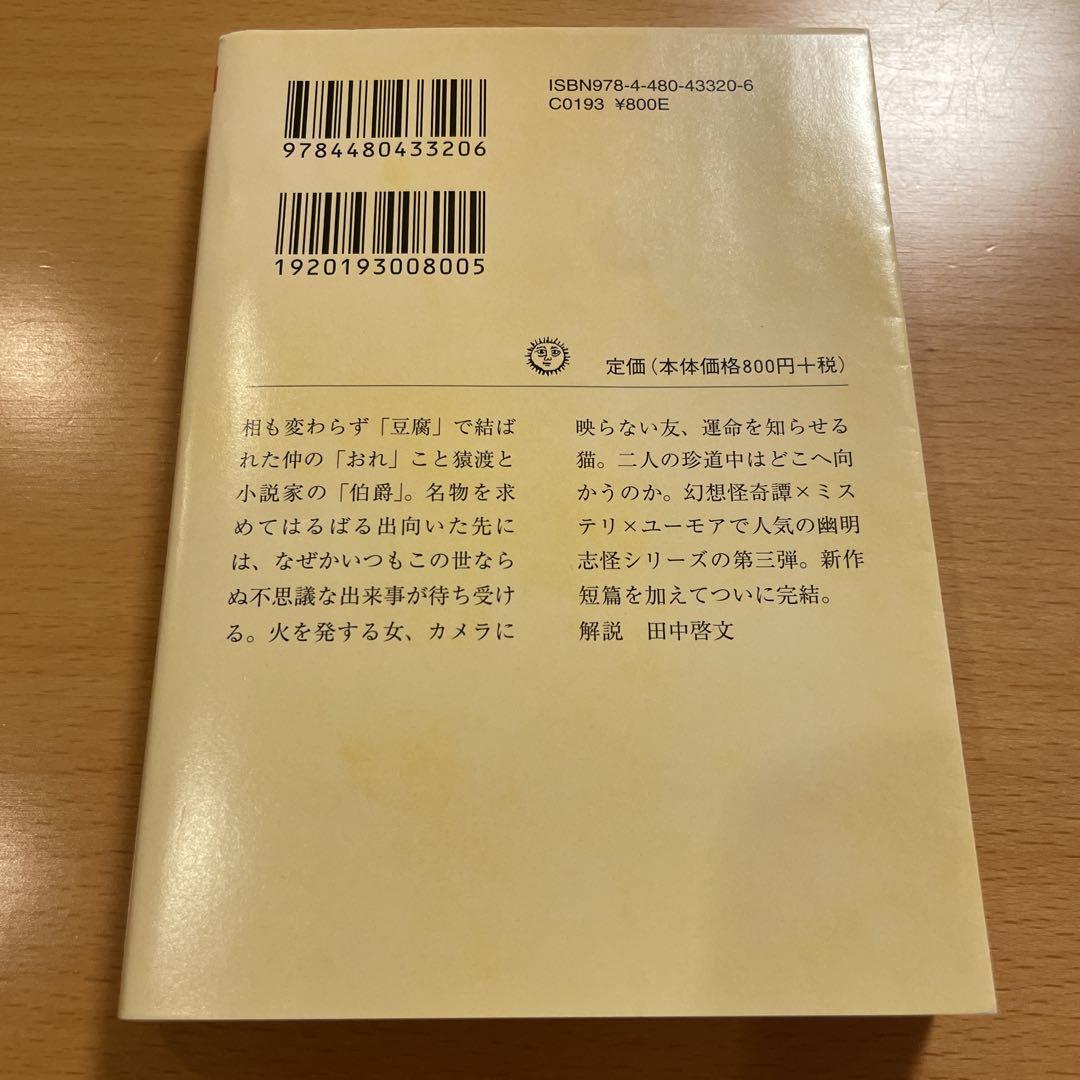 ISBN978-4-480-43320-6
C0193 ¥800E
9784480433206
1920193008005
定価(本体価格800円+税)
相も変わらず「豆腐」で結ば
れた仲の「おれ」こと猿渡と
小説家の「伯爵」。名物を求
めてはるばる出向いた先に
は、なぜかいつもこの世なら
ぬ不思議な出来事が待ち受け
る。火を発する女、カメラに
映らない友、運命を知らせる
猫。二人の珍道中はどこへ向
かうのか。幻想怪奇譚×ミス
テリ×ユーモアで人気の幽明
志怪シリーズの第三弾。新作
短篇を加えてついに完結。
解説　田中啓文